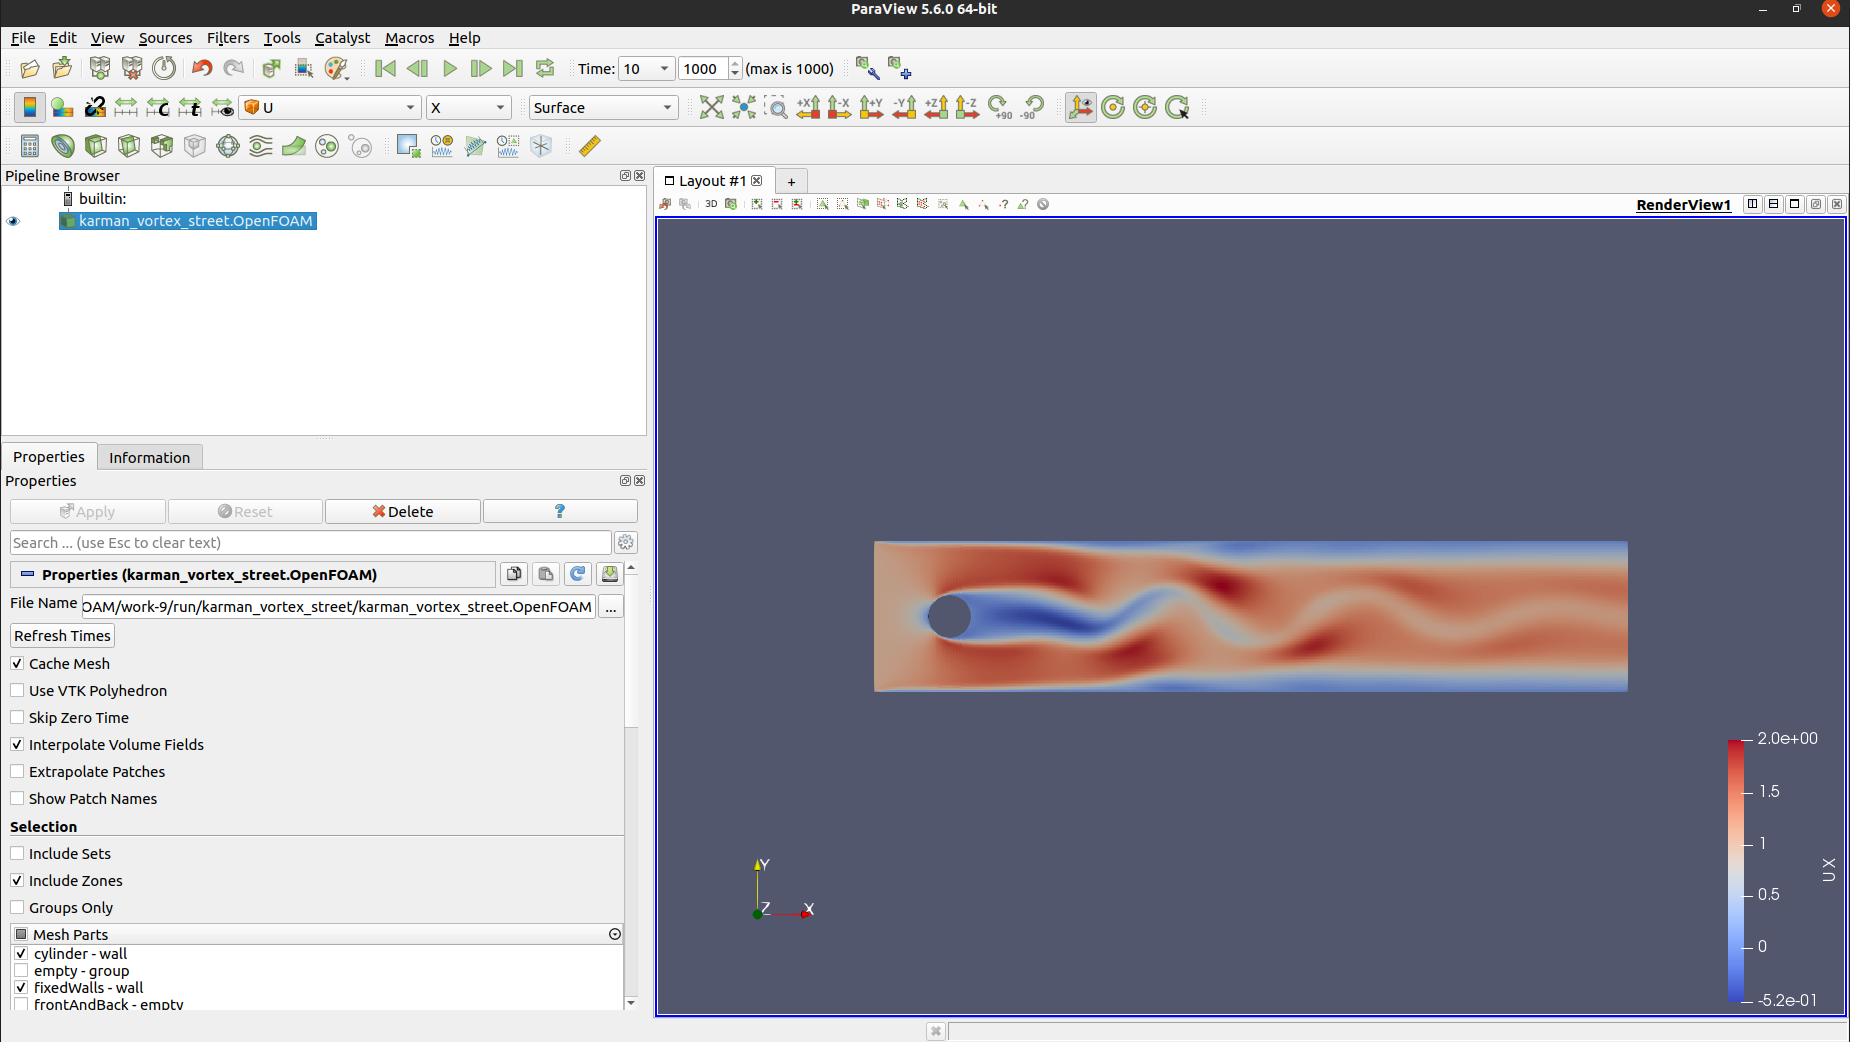 ParaView 5.6.0 64-bit
File Edit View Sources Filters Tools Catalyst Macros Help
Time: 10 1000 (max is 1000)
U X Surface +X -X +Y -Y +Z -Z +90 -90
Pipeline Browser
builtin:
karman_vortex_street.OpenFOAM
Layout #1 +
3D
RenderView1
Properties Information
Properties
Apply Reset Delete ?
Search ... (use Esc to clear text)
Properties (karman_vortex_street.OpenFOAM)
File Name OAM/work-9/run/karman_vortex_street/karman_vortex_street.OpenFOAM ...
Refresh Times
Cache Mesh
Use VTK Polyhedron
Skip Zero Time
Interpolate Volume Fields
Extrapolate Patches
Show Patch Names
Selection
Include Sets
Include Zones
Groups Only
Mesh Parts
cylinder - wall
empty - group
fixedWalls - wall
frontAndBack - empty
Y
Z
X
2.0e+00
1.5
1
0.5
0
-5.2e-01
U X